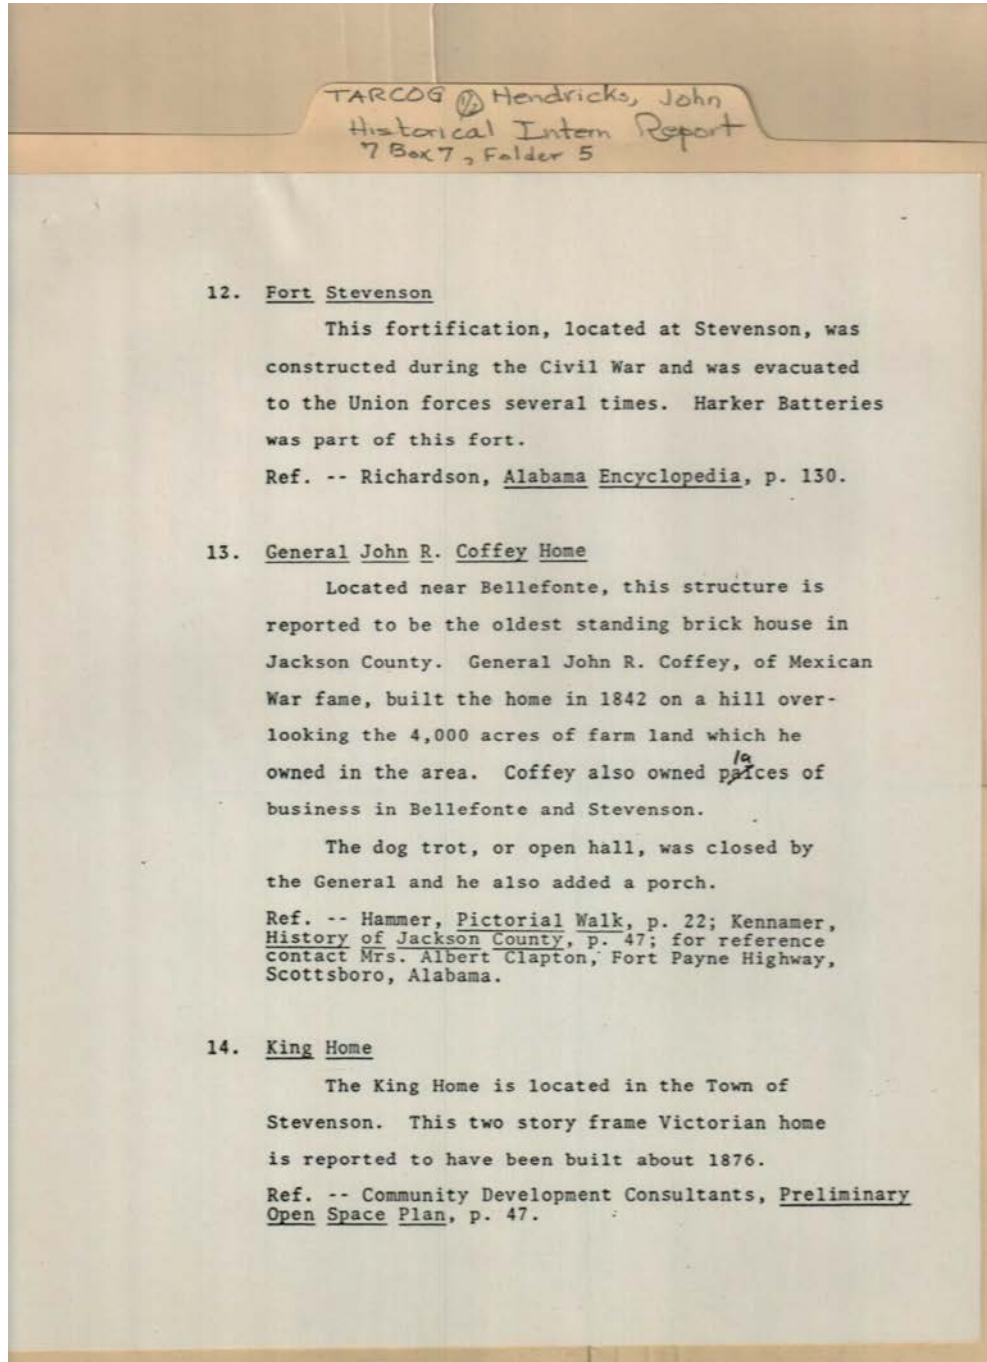 TARCOG Hendricks, John
Historical Intern Report
7 Box 7, Folder 5
12. Fort Stevenson
This fortification, located at Stevenson, was
constructed during the Civil War and was evacuated
to the Union forces several times. Harker Batteries
was part of this fort.
Ref. -- Richardson, Alabama Encyclopedia, p. 130.
13. General John R. Coffey Home
Located near Bellefonte, this structure is
reported to be the oldest standing brick house in
Jackson County. General John R. Coffey, of Mexican
War fame, built the home in 1842 on a hill over-
looking the 4,000 acres of farm land which he
owned in the area. Coffey also owned places of
business in Bellefonte and Stevenson.
The dog trot, or open hall, was closed by
the General and he also added a porch.
Ref. -- Hammer, Pictorial Walk, p. 22; Kennamer,
History of Jackson County, p. 47; for reference
contact Mrs. Albert Clapton, Fort Payne Highway,
Scottsboro, Alabama.
14. King Home
The King Home is located in the Town of
Stevenson. This two story frame Victorian home
is reported to have been built about 1876.
Ref. -- Community Development Consultants, Preliminary
Open Space Plan, p. 47.